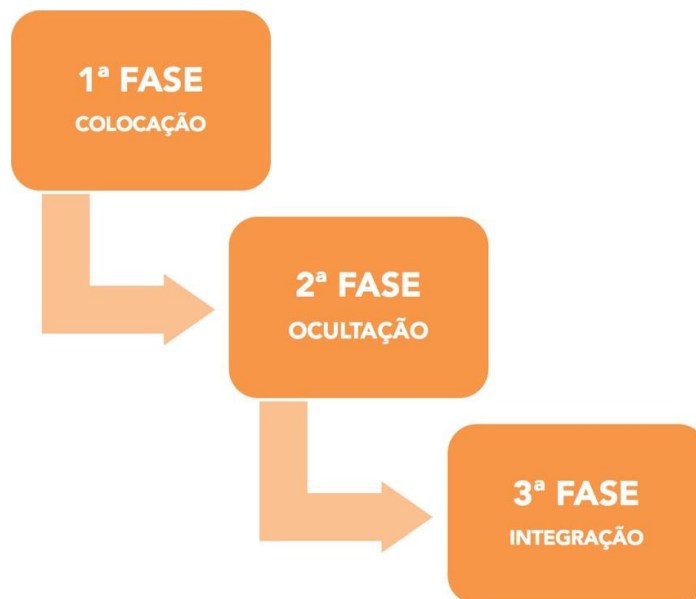 1ª FASE
COLOCAÇÃO
2ª FASE
OCULTAÇÃO
3ª FASE
INTEGRAÇÃO